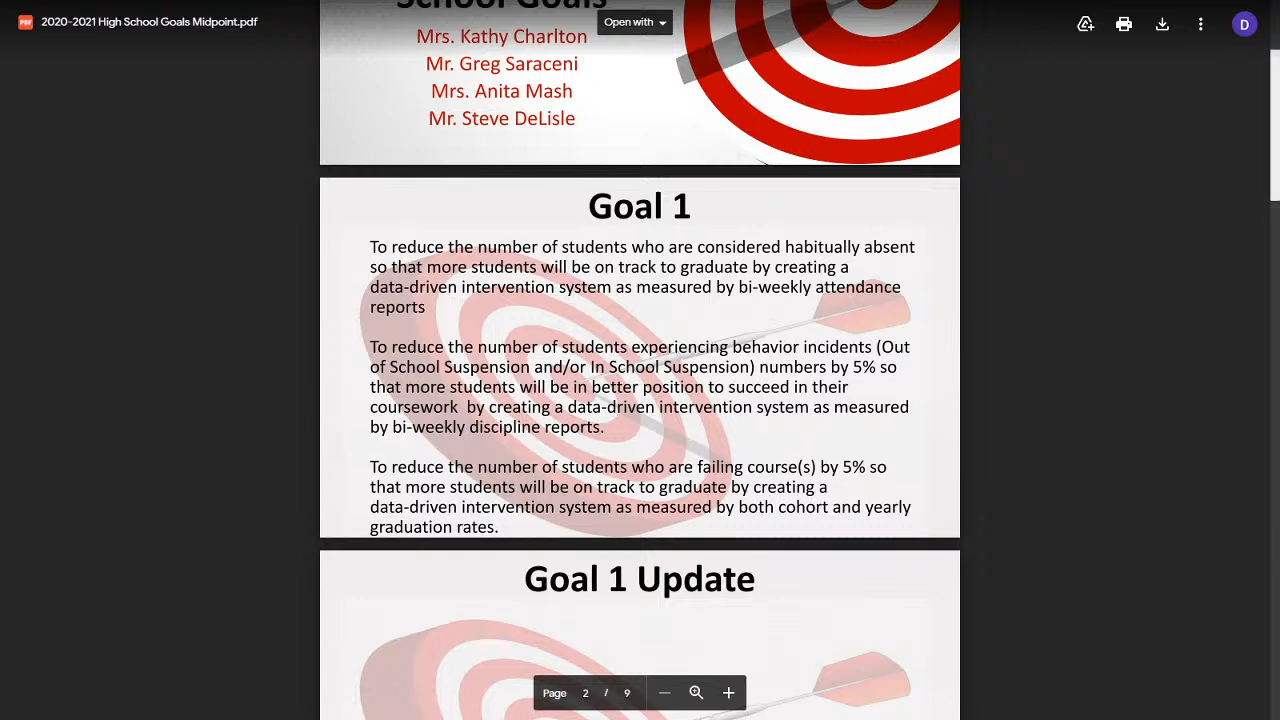 2020-2021 High School Goals Midpoint.pdf
Open with
D
School Goals
Mrs. Kathy Charlton
Mr. Greg Saraceni
Mrs. Anita Mash
Mr. Steve DeLisle
Goal 1
To reduce the number of students who are considered habitually absent
so that more students will be on track to graduate by creating a
data-driven intervention system as measured by bi-weekly attendance
reports
To reduce the number of students experiencing behavior incidents (Out
of School Suspension and/or In School Suspension) numbers by 5% so
that more students will be in better position to succeed in their
coursework  by creating a data-driven intervention system as measured
by bi-weekly discipline reports.
To reduce the number of students who are failing course(s) by 5% so
that more students will be on track to graduate by creating a
data-driven intervention system as measured by both cohort and yearly
graduation rates.
Goal 1 Update
Page 2 / 9